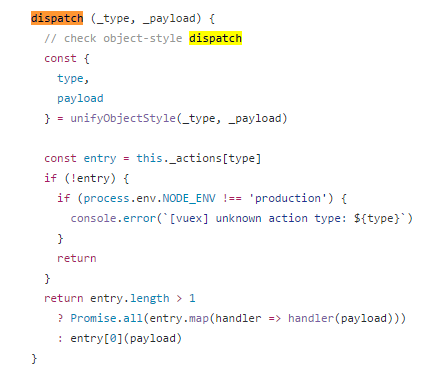 dispatch (_type, _payload) {
  // check object-style dispatch
  const {
    type,
    payload
  } = unifyObjectStyle(_type, _payload)

  const entry = this._actions[type]
  if (!entry) {
    if (process.env.NODE_ENV !== 'production') {
      console.error(`[vuex] unknown action type: ${type}`)
    }
    return
  }
  return entry.length > 1
    ? Promise.all(entry.map(handler => handler(payload)))
    : entry[0](payload)
}